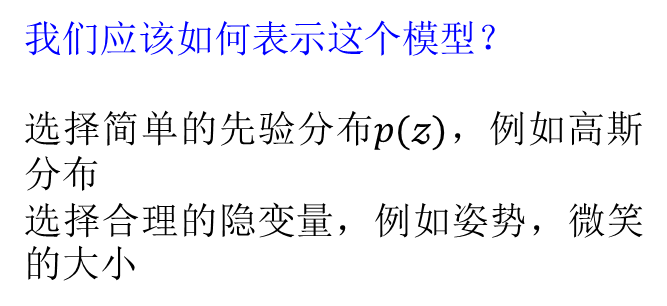 我们应该如何表示这个模型？
选择简单的先验分布p(z)，例如高斯
分布
选择合理的隐变量，例如姿势，微笑
的大小